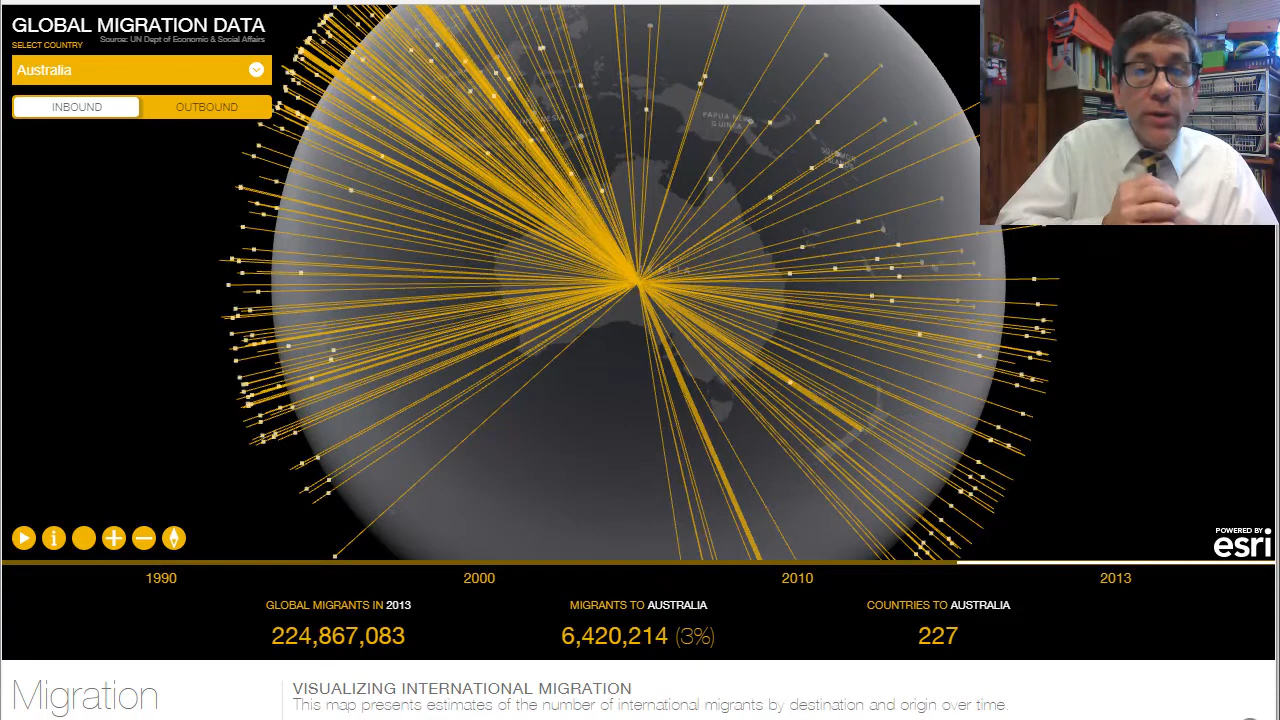 GLOBAL MIGRATION DATA
Source: UN Dept of Economic & Social Affairs
SELECT COUNTRY
Australia
INBOUND
OUTBOUND
PAPUA NEW
GUINEA
SOLOMON
ISLANDS
POWERED BY
esri
1990
2000
2010
2013
GLOBAL MIGRANTS IN 2013
MIGRANTS TO AUSTRALIA
COUNTRIES TO AUSTRALIA
224,867,083
6,420,214 (3%)
227
Migration
VISUALIZING INTERNATIONAL MIGRATION
This map presents estimates of the number of international migrants by destination and origin over time.